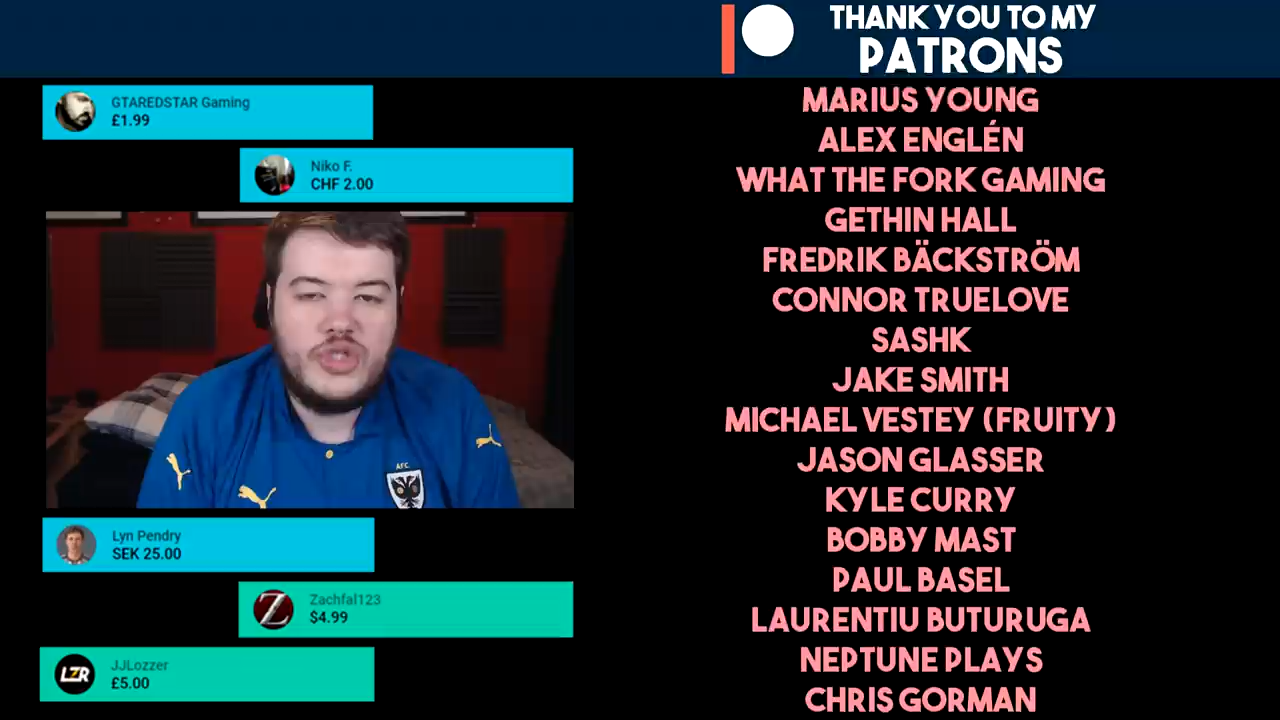 THANK YOU TO MY
PATRONS
GTAREDSTAR Gaming
£1.99
Niko F.
CHF 2.00
AFC
Lyn Pendry
SEK 25.00
Z
Zachfal123
$4.99
LZR
JJLozzer
£5.00
MARIUS YOUNG
ALEX ENGLÉN
WHAT THE FORK GAMING
GETHIN HALL
FREDRIK BÄCKSTRÖM
CONNOR TRUELOVE
SASHK
JAKE SMITH
MICHAEL VESTEY (FRUITY)
JASON GLASSER
KYLE CURRY
BOBBY MAST
PAUL BASEL
LAURENTIU BUTURUGA
NEPTUNE PLAYS
CHRIS GORMAN